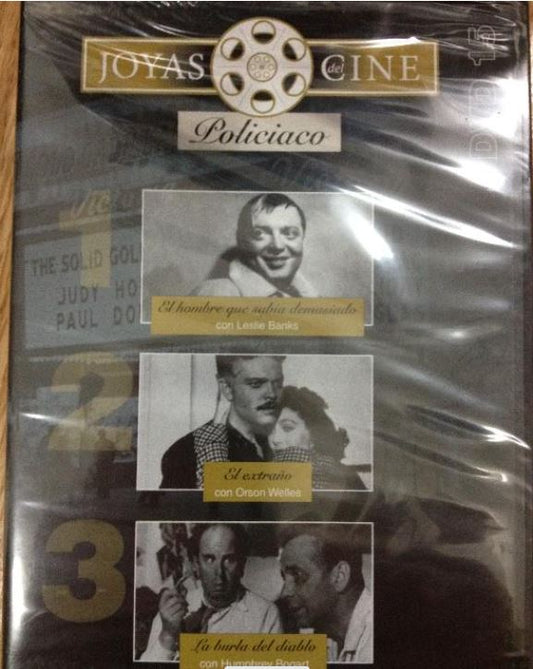 JOYAS del CINE
Policiaco
DVD 15
1
THE SOLID GOL
JUDY HO
PAUL DO
El hombre que sabía demasiado
con Leslie Banks
2
El extraño
con Orson Welles
3
La burla del diablo
con Humphrey Bogart